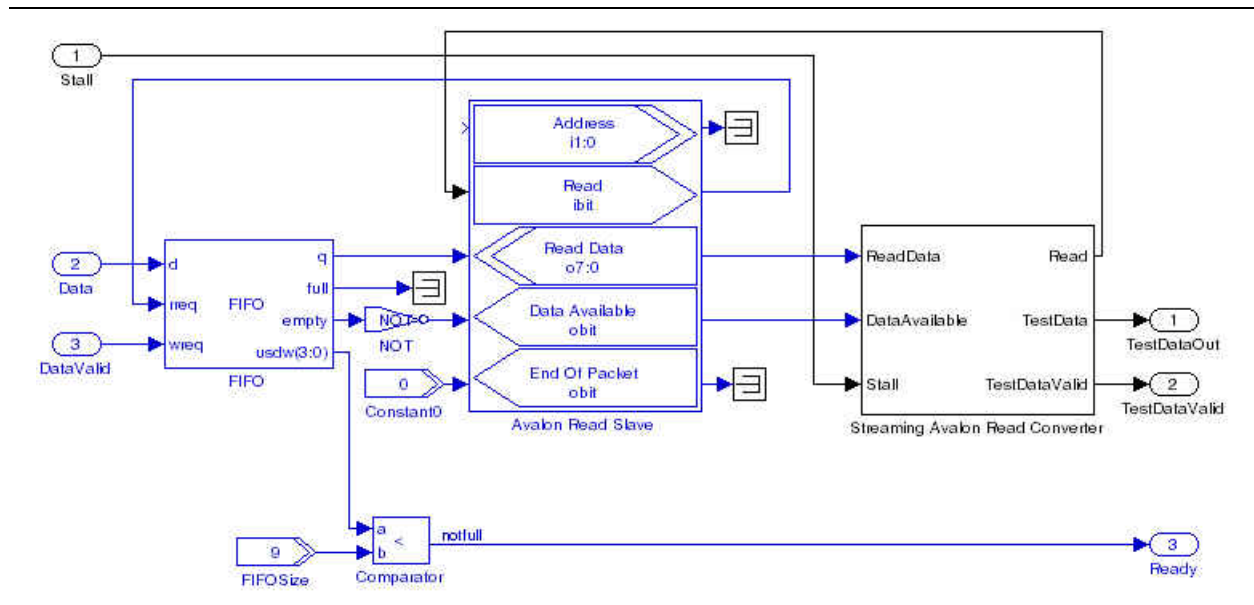 1
Stall
Address
i1:0
Read
ibit
2
Data
3
DataValid
d
rreq
wreq
FIFO
q
full
empty
usdw(3:0)
FIFO
NOT
NOT
0
Constant0
Read Data
o7:0
Data Available
obit
End Of Packet
obit
Avalon Read Slave
ReadData
DataAvailable
Stall
Read
TestData
TestDataValid
Streaming Avalon Read Converter
1
TestDataOut
2
TestDataValid
9
FIFOSize
a
b
<
Comparator
notfull
3
Ready